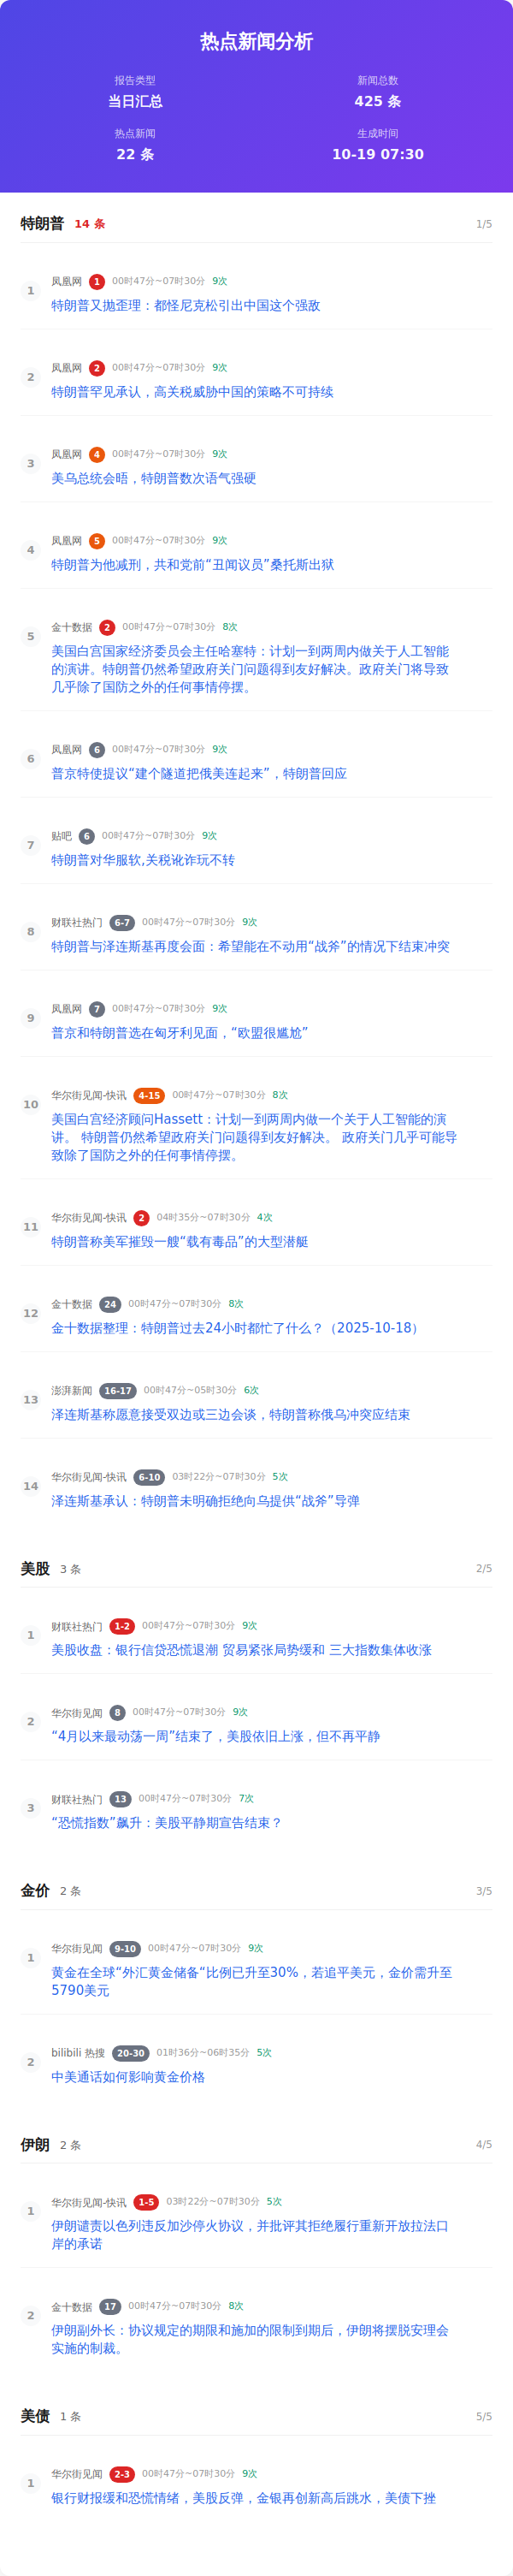 热点新闻分析
报告类型 新闻总数
当日汇总 425 条
热点新闻 生成时间
22 条 10-19 07:30
特朗普 14 条 1/5
1 凤凰网 1 00时47分~07时30分 9次
特朗普又抛歪理：都怪尼克松引出中国这个强敌
2 凤凰网 2 00时47分~07时30分 9次
特朗普罕见承认，高关税威胁中国的策略不可持续
3 凤凰网 4 00时47分~07时30分 9次
美乌总统会晤，特朗普数次语气强硬
4 凤凰网 5 00时47分~07时30分 9次
特朗普为他减刑，共和党前“丑闻议员”桑托斯出狱
5 金十数据 2 00时47分~07时30分 8次
美国白宫国家经济委员会主任哈塞特：计划一到两周内做关于人工智能
的演讲。特朗普仍然希望政府关门问题得到友好解决。政府关门将导致
几乎除了国防之外的任何事情停摆。
6 凤凰网 6 00时47分~07时30分 9次
普京特使提议“建个隧道把俄美连起来”，特朗普回应
7 贴吧 6 00时47分~07时30分 9次
特朗普对华服软,关税讹诈玩不转
8 财联社热门 6-7 00时47分~07时30分 9次
特朗普与泽连斯基再度会面：希望能在不动用“战斧”的情况下结束冲突
9 凤凰网 7 00时47分~07时30分 9次
普京和特朗普选在匈牙利见面，“欧盟很尴尬”
10 华尔街见闻-快讯 4-15 00时47分~07时30分 8次
美国白宫经济顾问Hassett：计划一到两周内做一个关于人工智能的演
讲。 特朗普仍然希望政府关门问题得到友好解决。 政府关门几乎可能导
致除了国防之外的任何事情停摆。
11 华尔街见闻-快讯 2 04时35分~07时30分 4次
特朗普称美军摧毁一艘“载有毒品”的大型潜艇
12 金十数据 24 00时47分~07时30分 8次
金十数据整理：特朗普过去24小时都忙了什么？（2025-10-18）
13 澎湃新闻 16-17 00时47分~05时30分 6次
泽连斯基称愿意接受双边或三边会谈，特朗普称俄乌冲突应结束
14 华尔街见闻-快讯 6-10 03时22分~07时30分 5次
泽连斯基承认：特朗普未明确拒绝向乌提供“战斧”导弹
美股 3 条 2/5
1 财联社热门 1-2 00时47分~07时30分 9次
美股收盘：银行信贷恐慌退潮 贸易紧张局势缓和 三大指数集体收涨
2 华尔街见闻 8 00时47分~07时30分 9次
“4月以来最动荡一周”结束了，美股依旧上涨，但不再平静
3 财联社热门 13 00时47分~07时30分 7次
“恐慌指数”飙升：美股平静期宣告结束？
金价 2 条 3/5
1 华尔街见闻 9-10 00时47分~07时30分 9次
黄金在全球“外汇黄金储备“比例已升至30%，若追平美元，金价需升至
5790美元
2 bilibili 热搜 20-30 01时36分~06时35分 5次
中美通话如何影响黄金价格
伊朗 2 条 4/5
1 华尔街见闻-快讯 1-5 03时22分~07时30分 5次
伊朗谴责以色列违反加沙停火协议，并批评其拒绝履行重新开放拉法口
岸的承诺
2 金十数据 17 00时47分~07时30分 8次
伊朗副外长：协议规定的期限和施加的限制到期后，伊朗将摆脱安理会
实施的制裁。
美债 1 条 5/5
1 华尔街见闻 2-3 00时47分~07时30分 9次
银行财报缓和恐慌情绪，美股反弹，金银再创新高后跳水，美债下挫